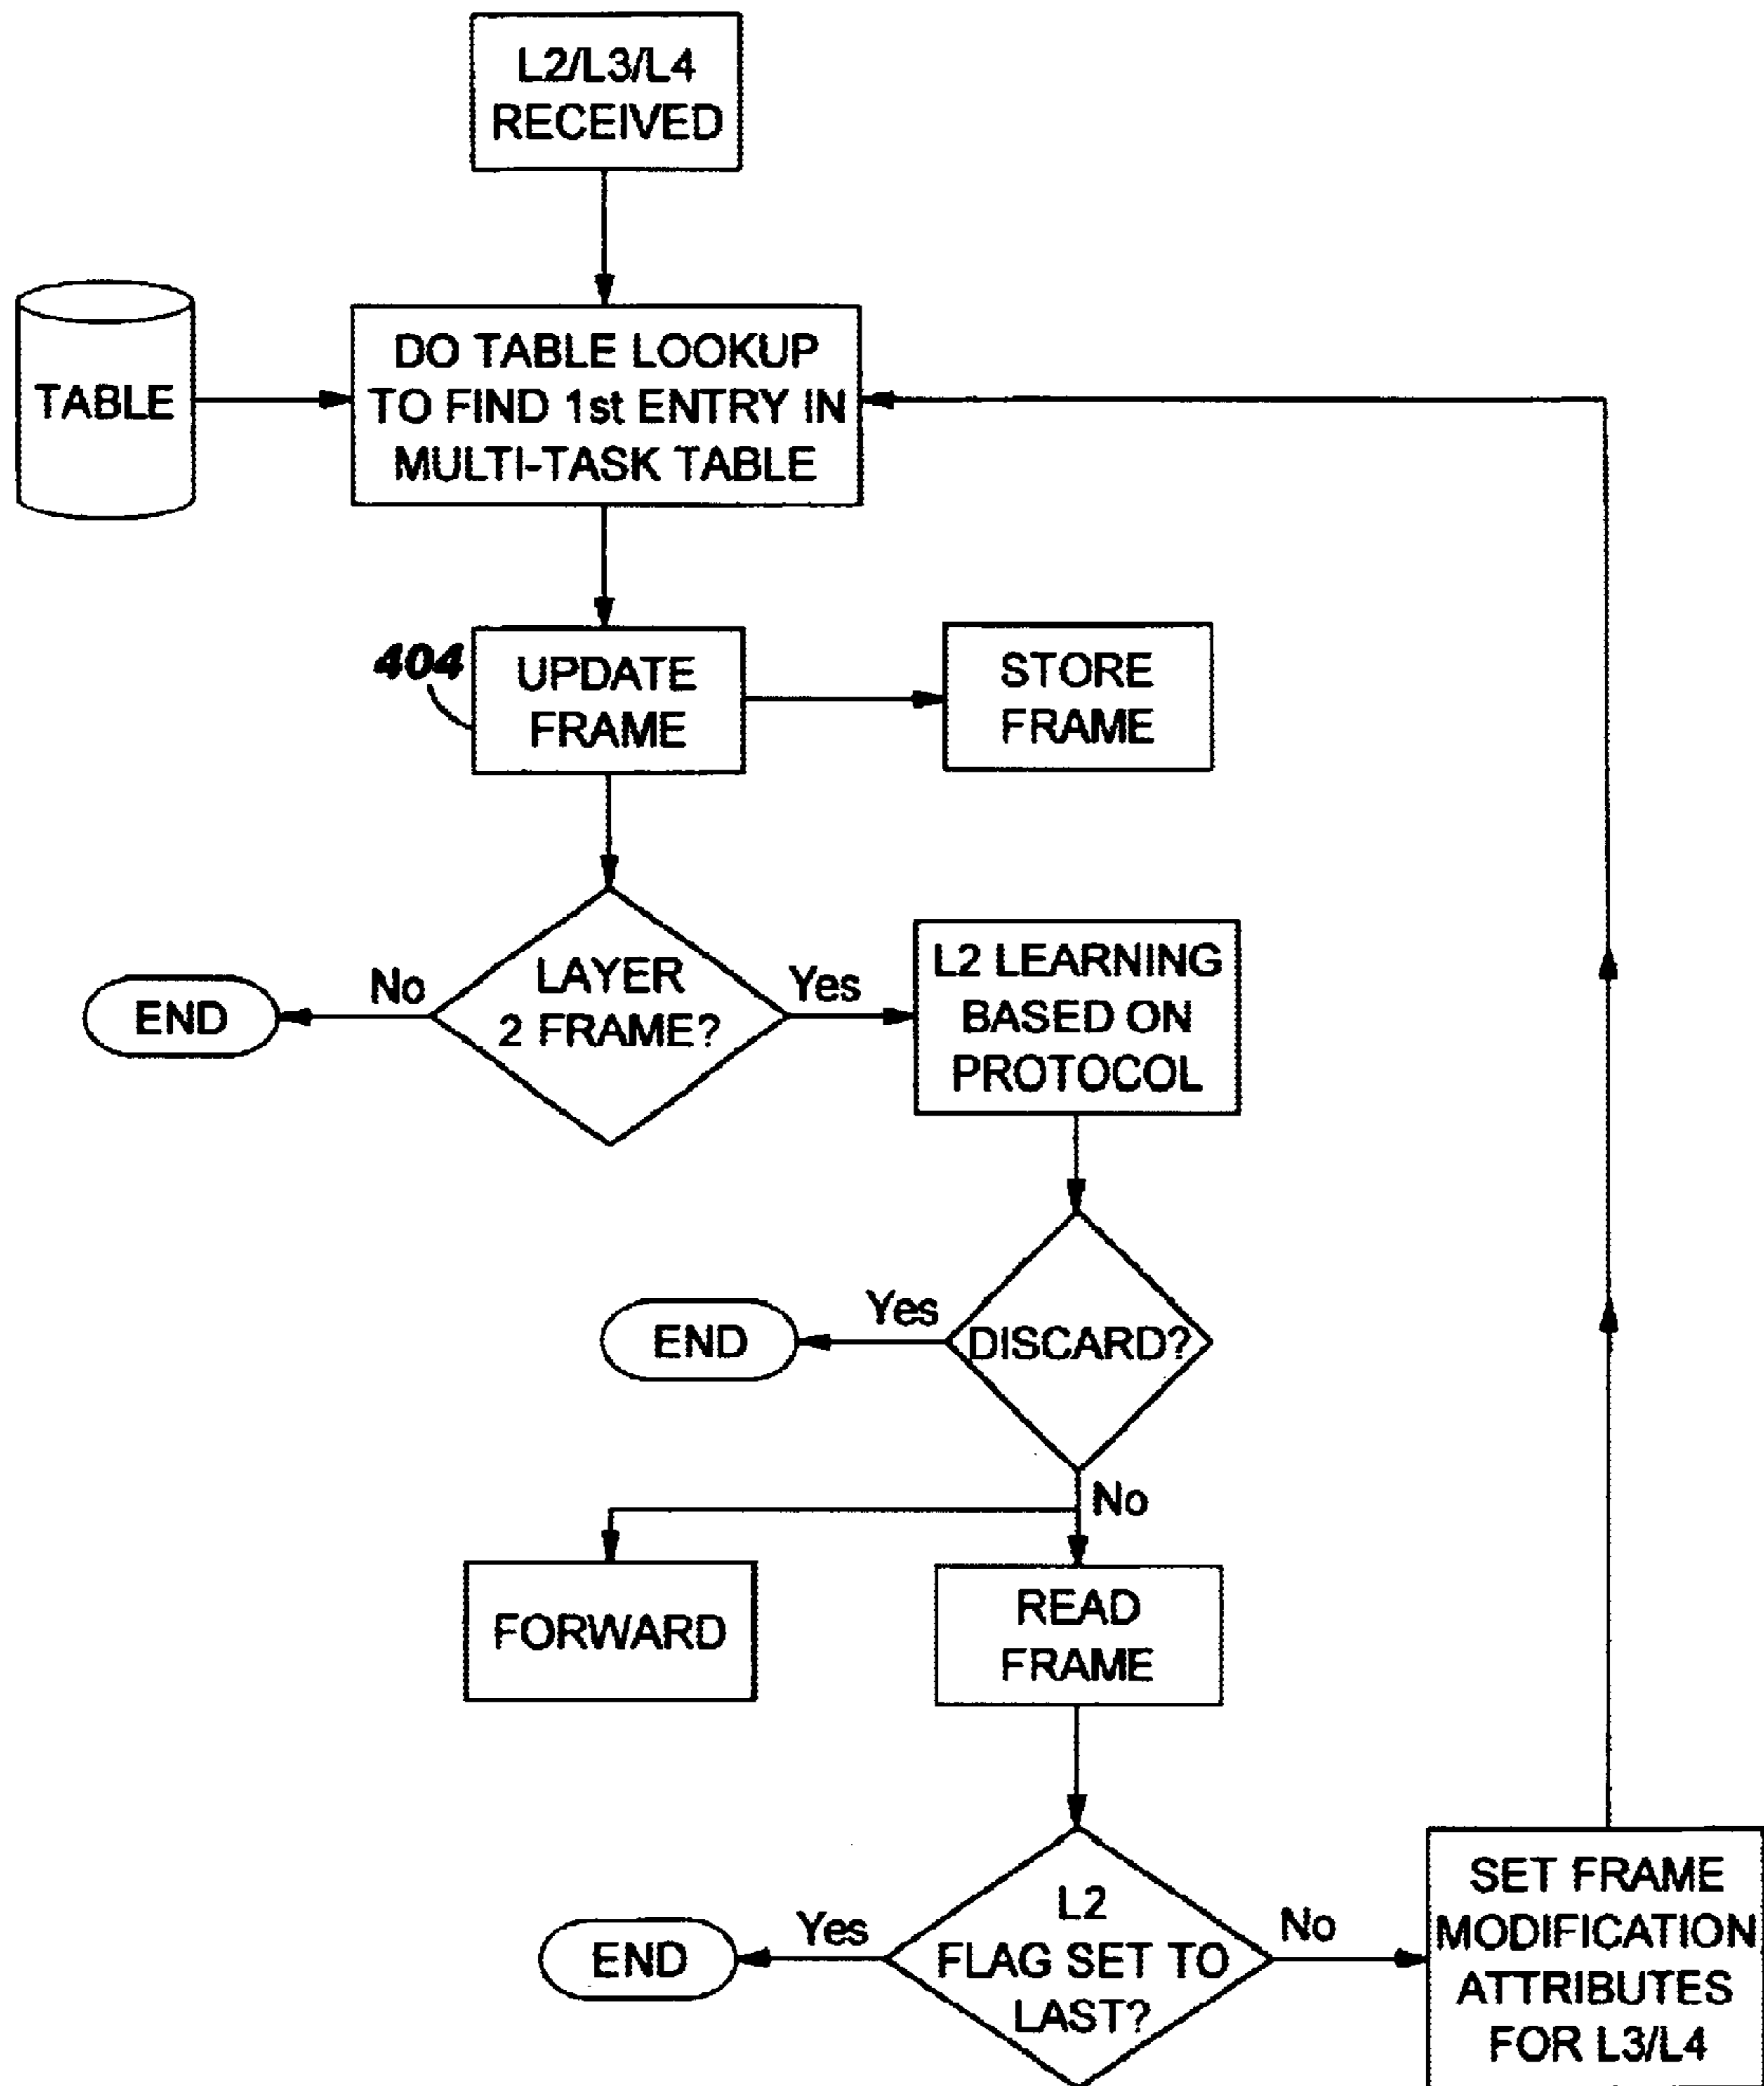 L2/L3/L4
RECEIVED
TABLE
DO TABLE LOOKUP
TO FIND 1st ENTRY IN
MULTI-TASK TABLE
404
UPDATE
FRAME
STORE
FRAME
LAYER
2 FRAME?
No
END
Yes
L2 LEARNING
BASED ON
PROTOCOL
DISCARD?
Yes
END
No
FORWARD
READ
FRAME
L2
FLAG SET TO
LAST?
Yes
END
No
SET FRAME
MODIFICATION
ATTRIBUTES
FOR L3/L4